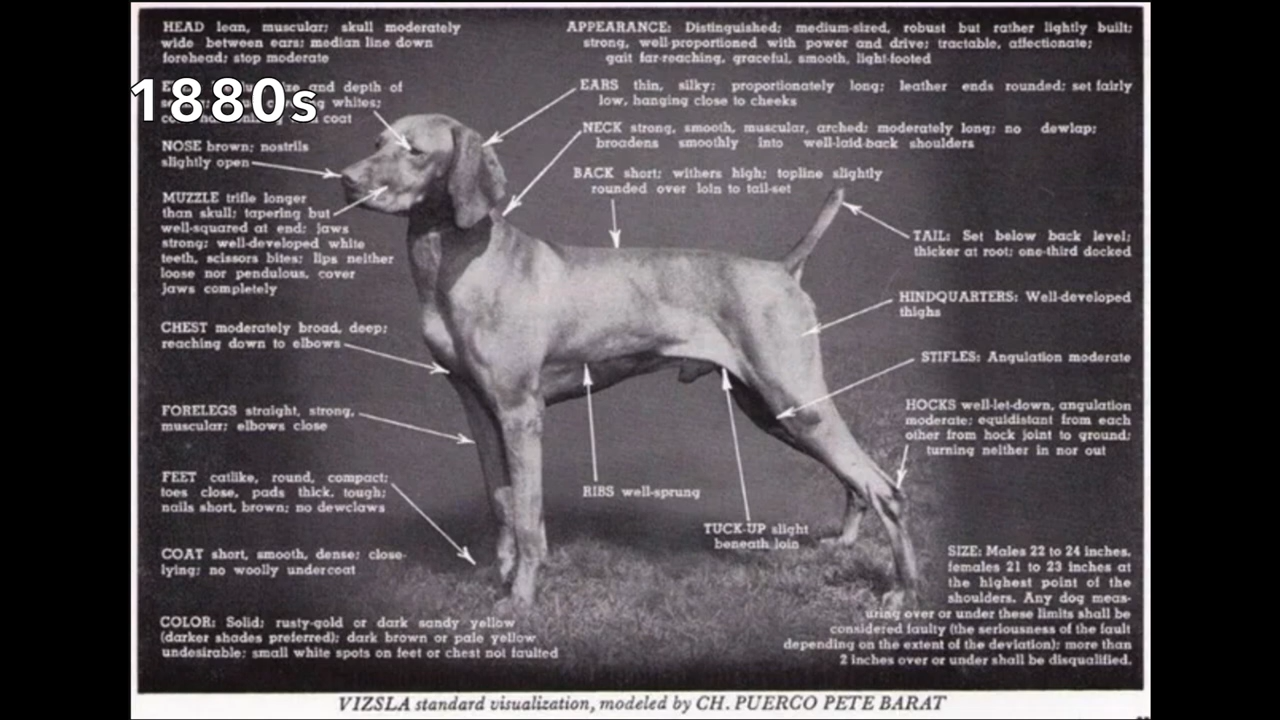 HEAD lean, muscular; skull moderately
wide between ears; median line down
forehead; stop moderate
size and depth of
whites;
coat
1880s
NOSE brown; nostrils
slightly open
MUZZLE trifle longer
than skull; tapering but
well-squared at end; jaws
strong; well-developed white
teeth, scissors bites; lips neither
loose nor pendulous, cover
jaws completely
CHEST moderately broad, deep;
reaching down to elbows
FORELEGS straight, strong,
muscular; elbows close
FEET catlike, round, compact;
toes close, pads thick, tough;
nails short, brown; no dewclaws
COAT short, smooth, dense; close-
lying; no woolly undercoat
COLOR: Solid; rusty-gold or dark sandy yellow
(darker shades preferred); dark brown or pale yellow
undesirable; small white spots on feet or chest not faulted
APPEARANCE: Distinguished; medium-sized, robust but rather lightly built;
strong, well-proportioned with power and drive; tractable, affectionate;
gait far-reaching, graceful, smooth, light-footed
EARS thin, silky; proportionately long; leather ends rounded; set fairly
low, hanging close to cheeks
NECK strong, smooth, muscular, arched; moderately long; no dewlap;
broadens smoothly into well-laid-back shoulders
BACK short; withers high; topline slightly
rounded over loin to tail-set
TAIL: Set below back level;
thicker at root; one-third docked
HINDQUARTERS: Well-developed
thighs
STIFLES: Angulation moderate
HOCKS well-let-down, angulation
moderate; equidistant from each
other from hock joint to ground;
turning neither in nor out
RIBS well-sprung
TUCK-UP slight
beneath loin
SIZE: Males 22 to 24 inches,
females 21 to 23 inches at
the highest point of the
shoulders. Any dog meas-
uring over or under these limits shall be
considered faulty (the seriousness of the fault
depending on the extent of the deviation); more than
2 inches over or under shall be disqualified.
VIZSLA standard visualization, modeled by CH. PUERCO PETE BARAT